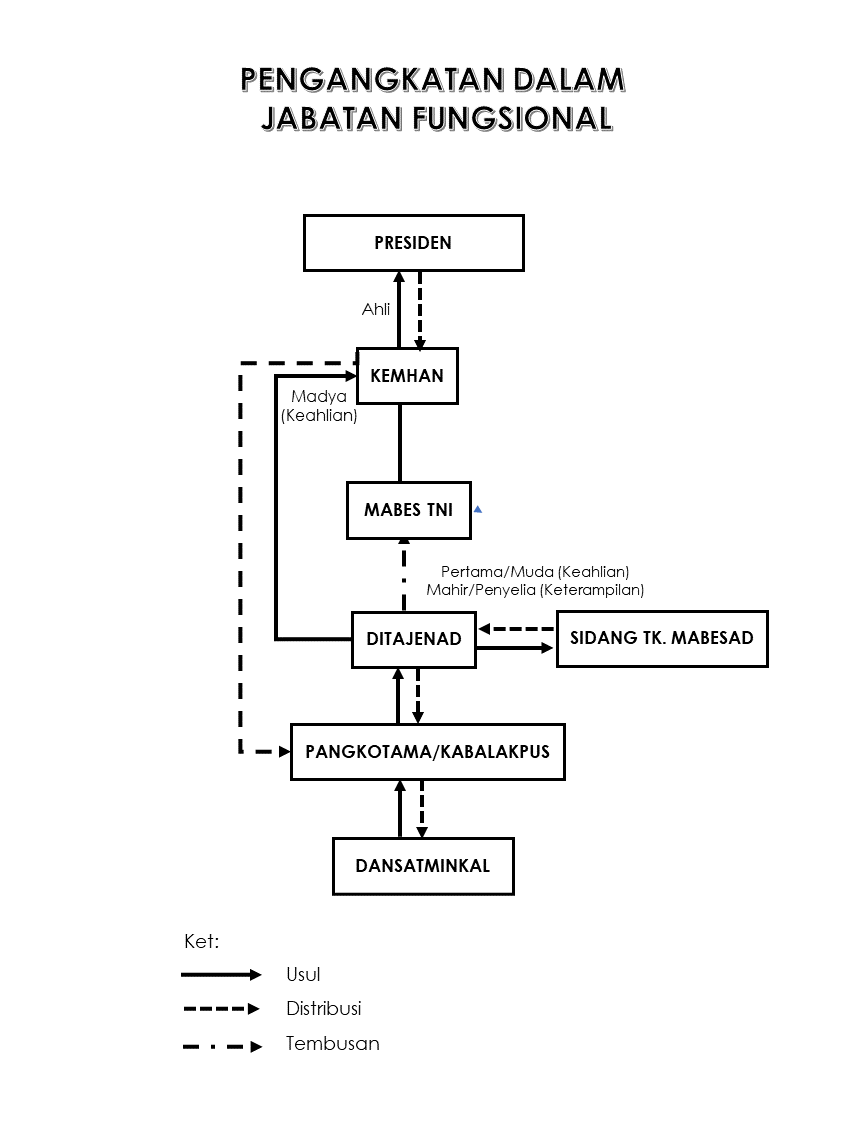 PENGANGKATAN DALAM
JABATAN FUNGSIONAL
PRESIDEN
Ahli
KEMHAN
Madya
(Keahlian)
MABES TNI
Pertama/Muda (Keahlian)
Mahir/Penyelia (Keterampilan)
DITAJENAD
SIDANG TK. MABESAD
PANGKOTAMA/KABALAKPUS
DANSATMINKAL
Ket:
Usul
Distribusi
Tembusan